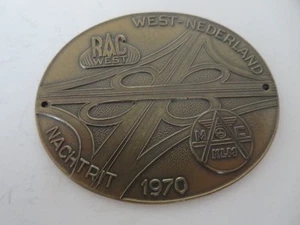 WEST-NEDERLAND
RAC
WEST
NACHTRIT
1970